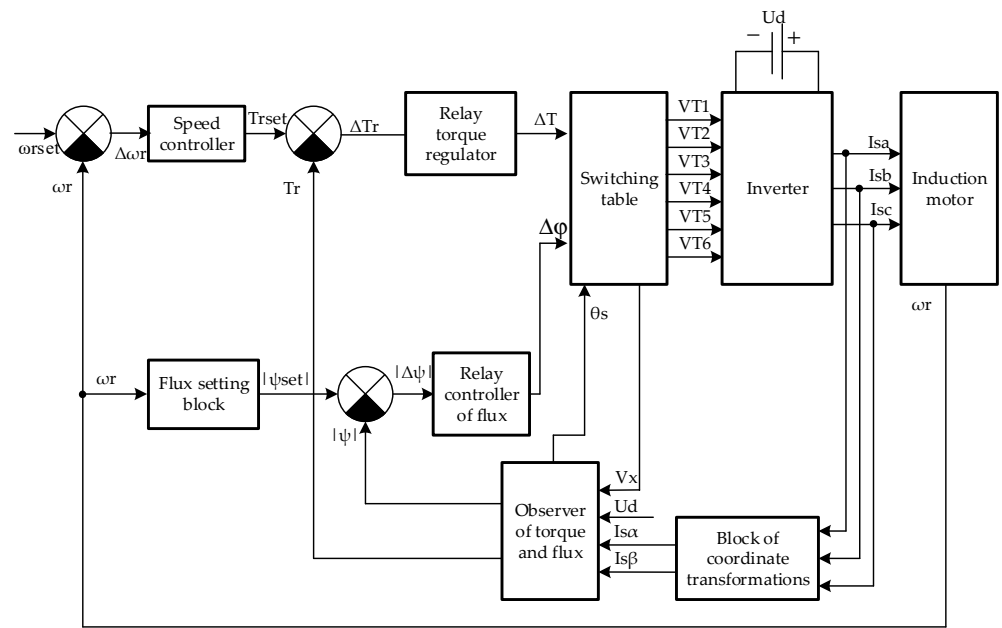 Ud
− +
ωrset
Δωr
ωr
Speed
controller
Trset
ΔTr
Tr
Relay
torque
regulator
ΔT
Δφ
Switching
table
VT1
VT2
VT3
VT4
VT5
VT6
Inverter
Isa
Isb
Isc
Induction
motor
ωr
θs
ωr
Flux setting
block
|ψset|
|Δψ|
|ψ|
Relay
controller
of flux
Observer
of torque
and flux
Vx
Ud
Isα
Isβ
Block of
coordinate
transformations